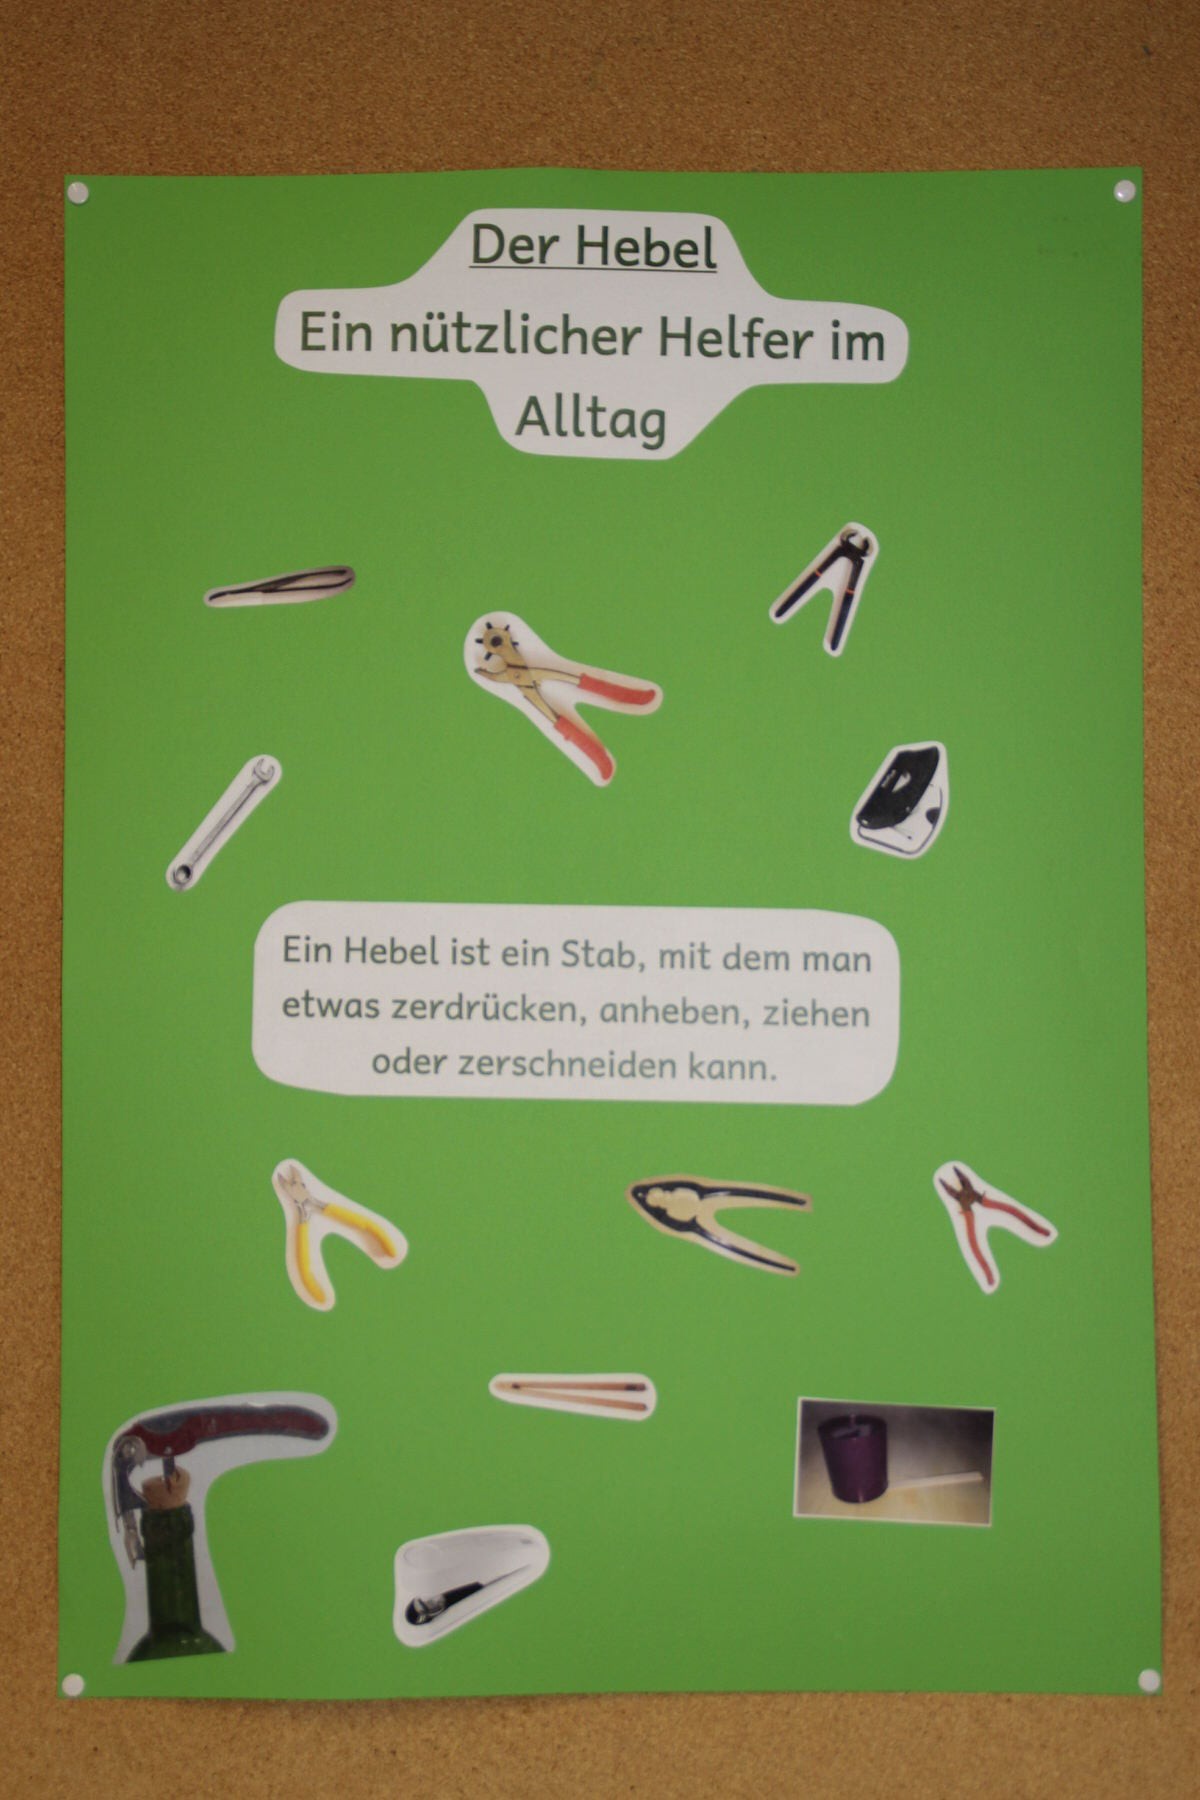 Der Hebel
Ein nützlicher Helfer im
Alltag
Ein Hebel ist ein Stab, mit dem man
etwas zerdrücken, anheben, ziehen
oder zerschneiden kann.